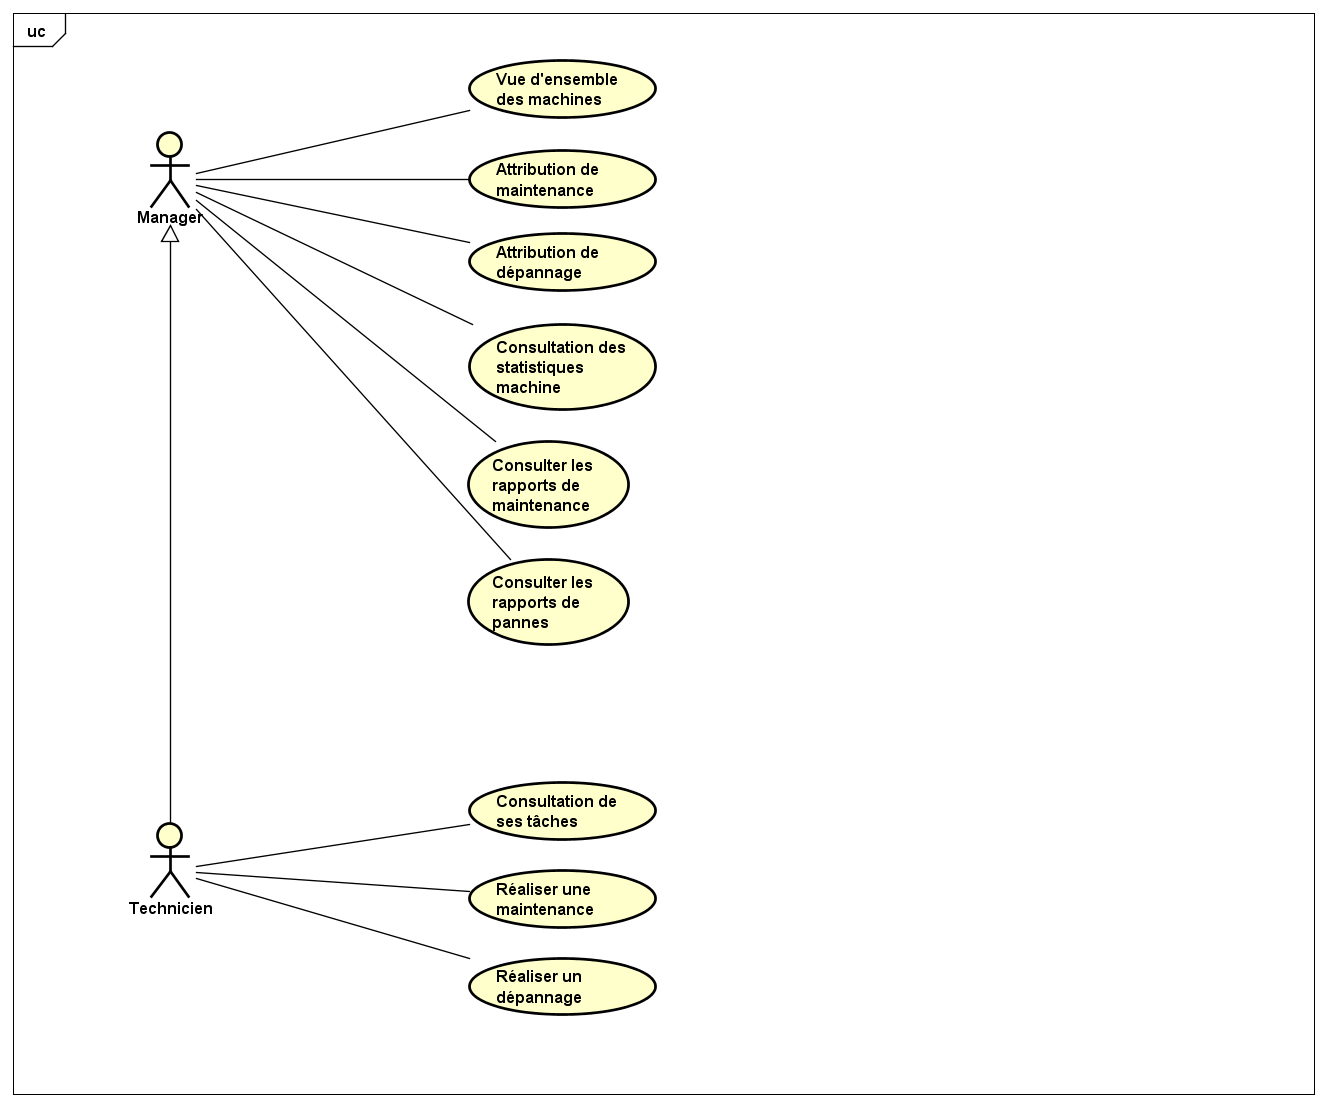 uc
Vue d'ensemble
des machines
Attribution de
maintenance
Manager
Attribution de
dépannage
Consultation des
statistiques
machine
Consulter les
rapports de
maintenance
Consulter les
rapports de
pannes
Consultation de
ses tâches
Réaliser une
maintenance
Technicien
Réaliser un
dépannage